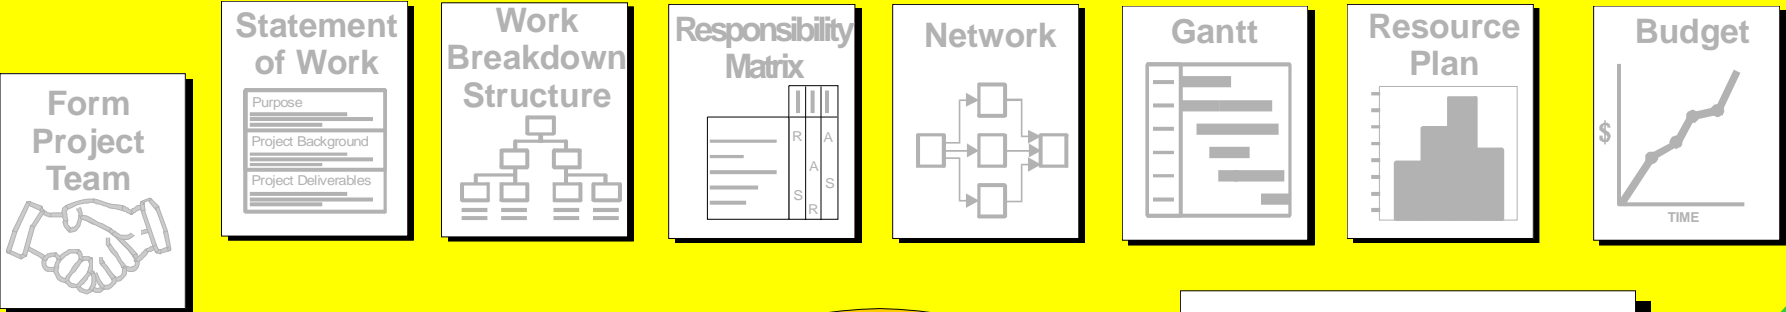 Form
Project
Team
Statement
of Work
Purpose
Project Background
Project Deliverables
Work
Breakdown
Structure
Responsibility
Matrix
R
A
A
S
S
R
Network
Gantt
Resource
Plan
Budget
$
TIME